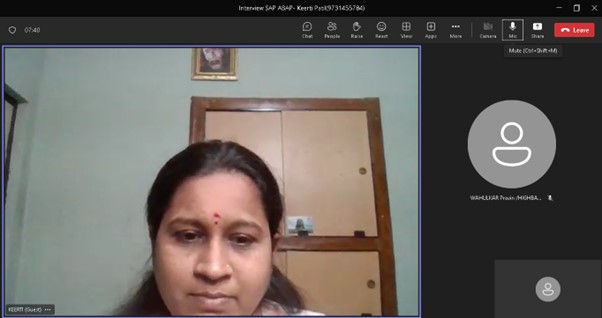 Interview SAP ABAP- Keerti Patil(9731455784)
07:40
Chat
People
Raise
React
View
Apps
More
Camera
Mic
Share
Leave
Mute (Ctrl+Shift+M)
KEERTI (Guest)
WAHULKAR Pravin /HIGHBA...